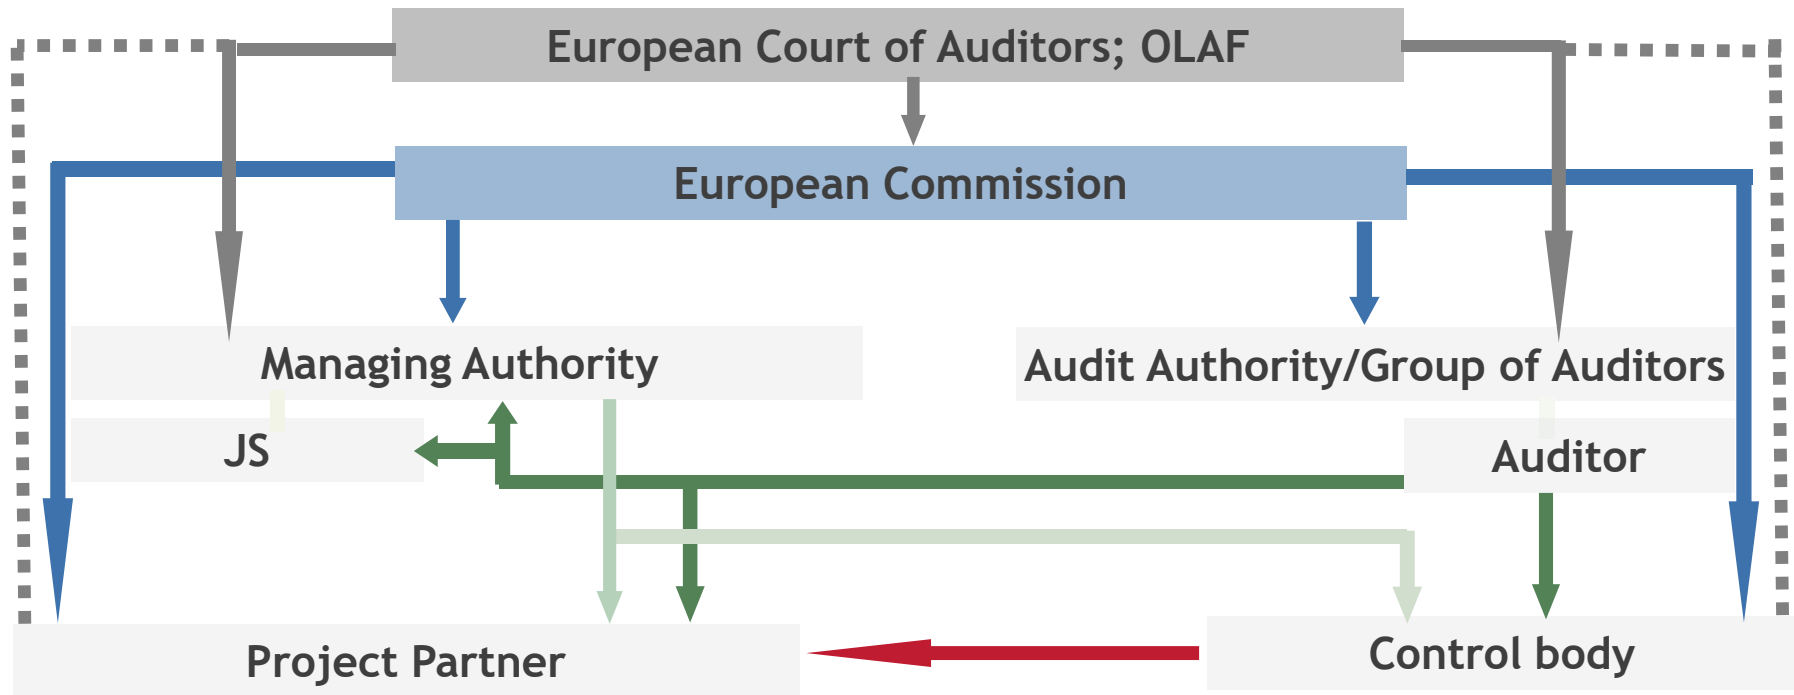 European Court of Auditors; OLAF
European Commission
Managing Authority
Audit Authority/Group of Auditors
JS
Auditor
Project Partner
Control body